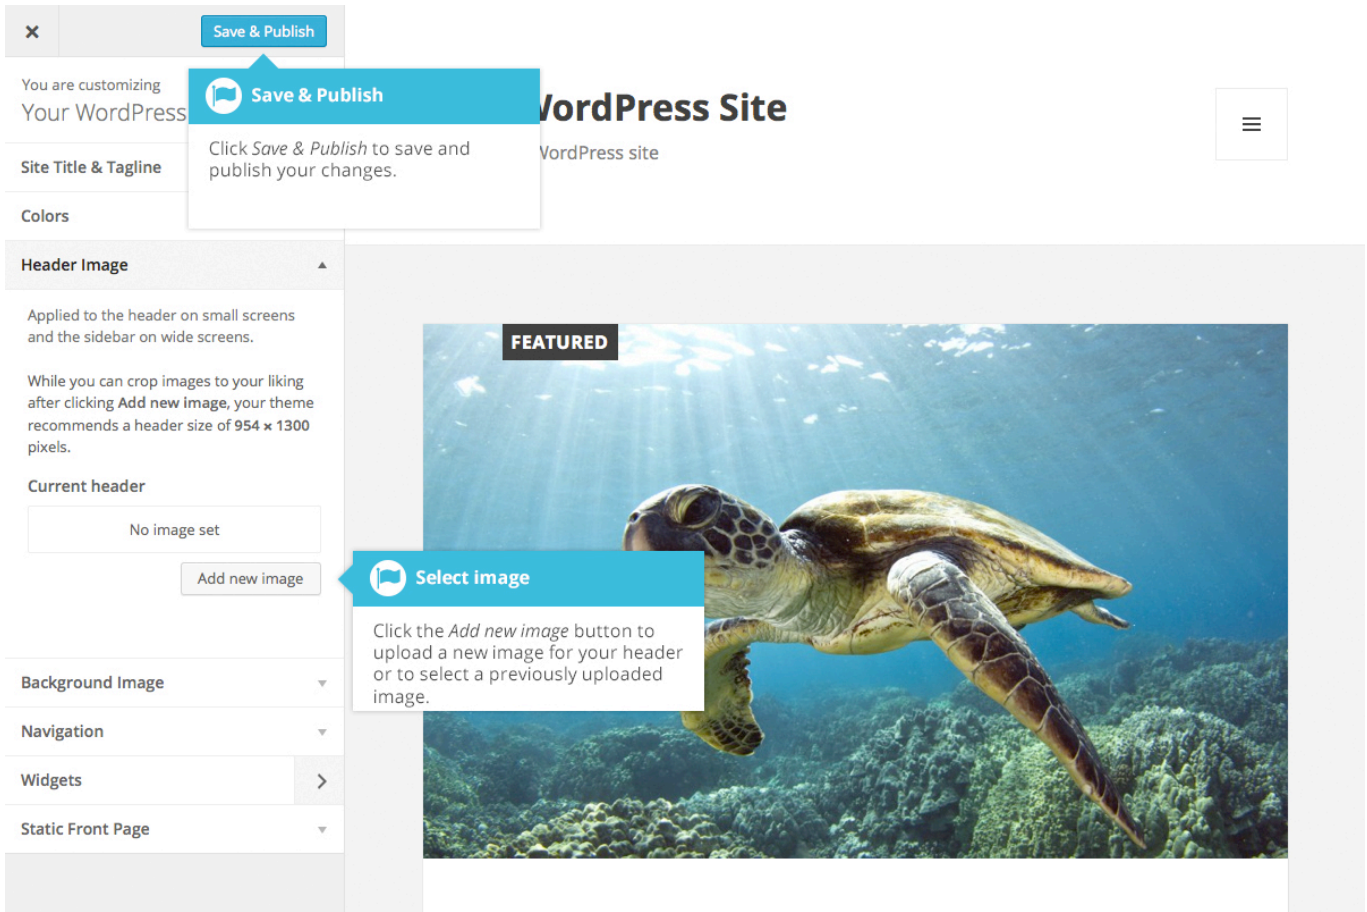 Save & Publish
You are customizing
Your WordPress
Save & Publish
Click Save & Publish to save and
publish your changes.
WordPress Site
WordPress site
Site Title & Tagline
Colors
Header Image
Applied to the header on small screens
and the sidebar on wide screens.
While you can crop images to your liking
after clicking Add new image, your theme
recommends a header size of 954 × 1300
pixels.
Current header
No image set
Add new image
Select image
Click the Add new image button to
upload a new image for your header
or to select a previously uploaded
image.
Background Image
Navigation
Widgets
Static Front Page
FEATURED